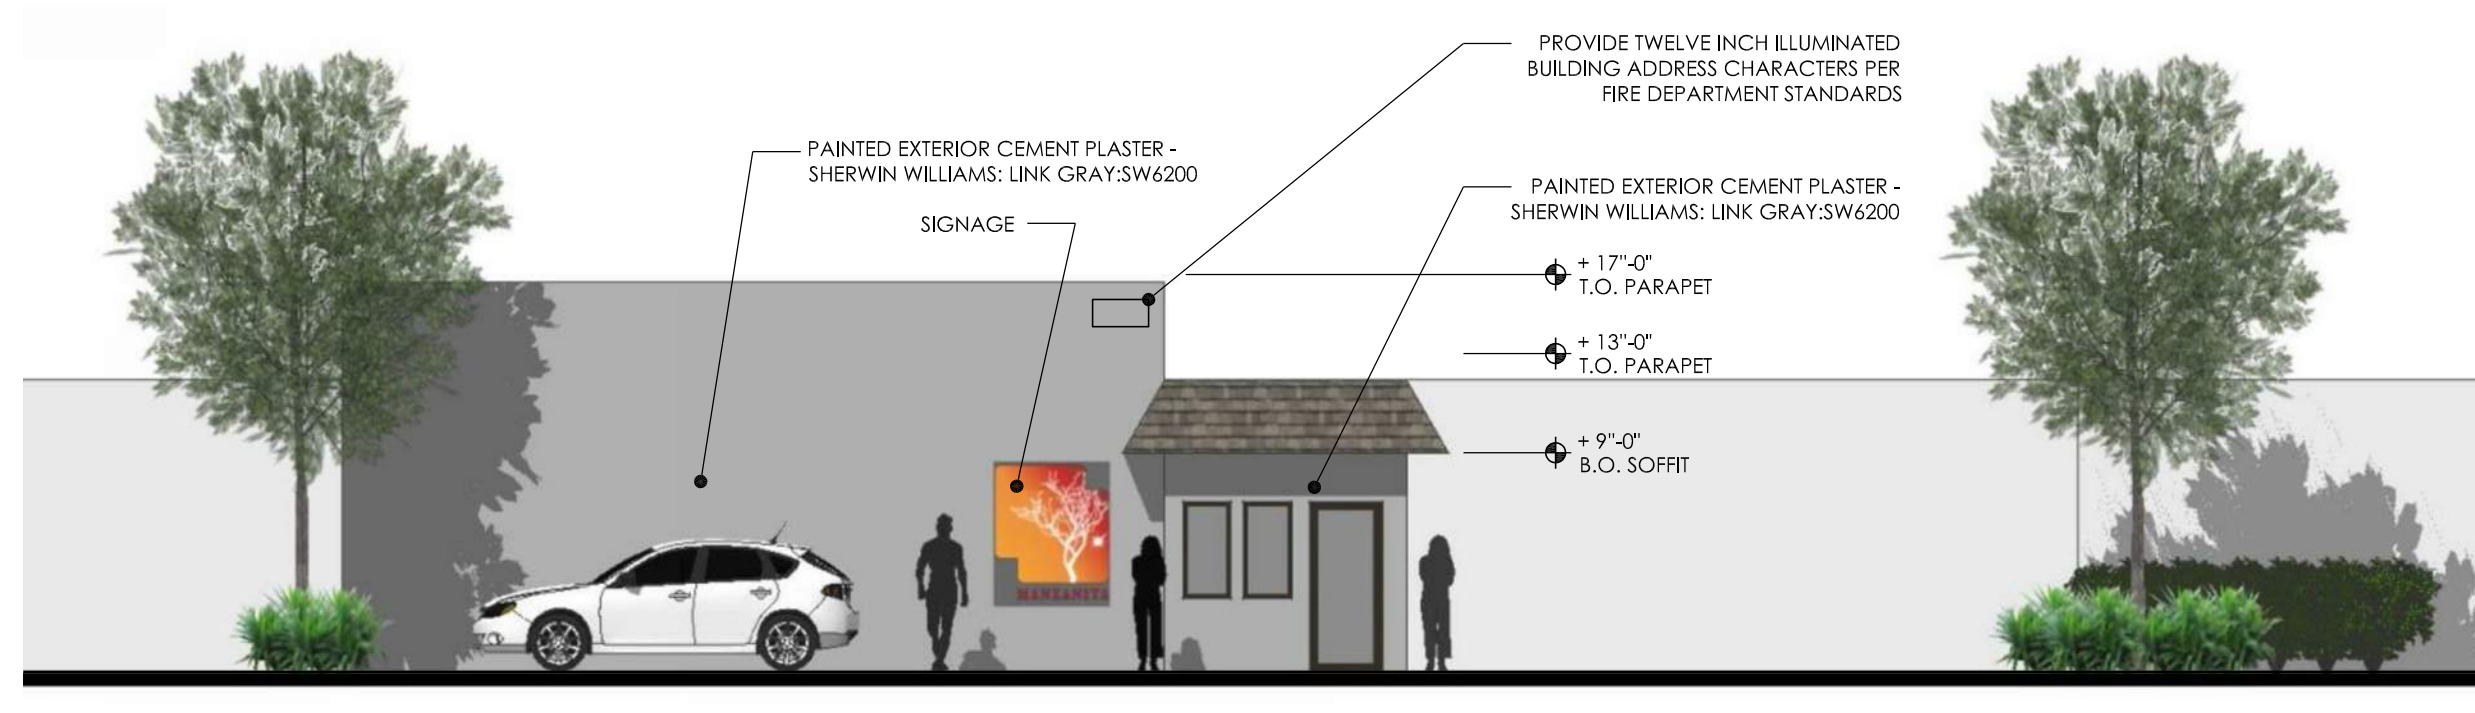 PROVIDE TWELVE INCH ILLUMINATED
BUILDING ADDRESS CHARACTERS PER
FIRE DEPARTMENT STANDARDS
PAINTED EXTERIOR CEMENT PLASTER -
SHERWIN WILLIAMS: LINK GRAY:SW6200
SIGNAGE
PAINTED EXTERIOR CEMENT PLASTER -
SHERWIN WILLIAMS: LINK GRAY:SW6200
+ 17"-0"
T.O. PARAPET
+ 13"-0"
T.O. PARAPET
+ 9"-0"
B.O. SOFFIT
MANZANITA